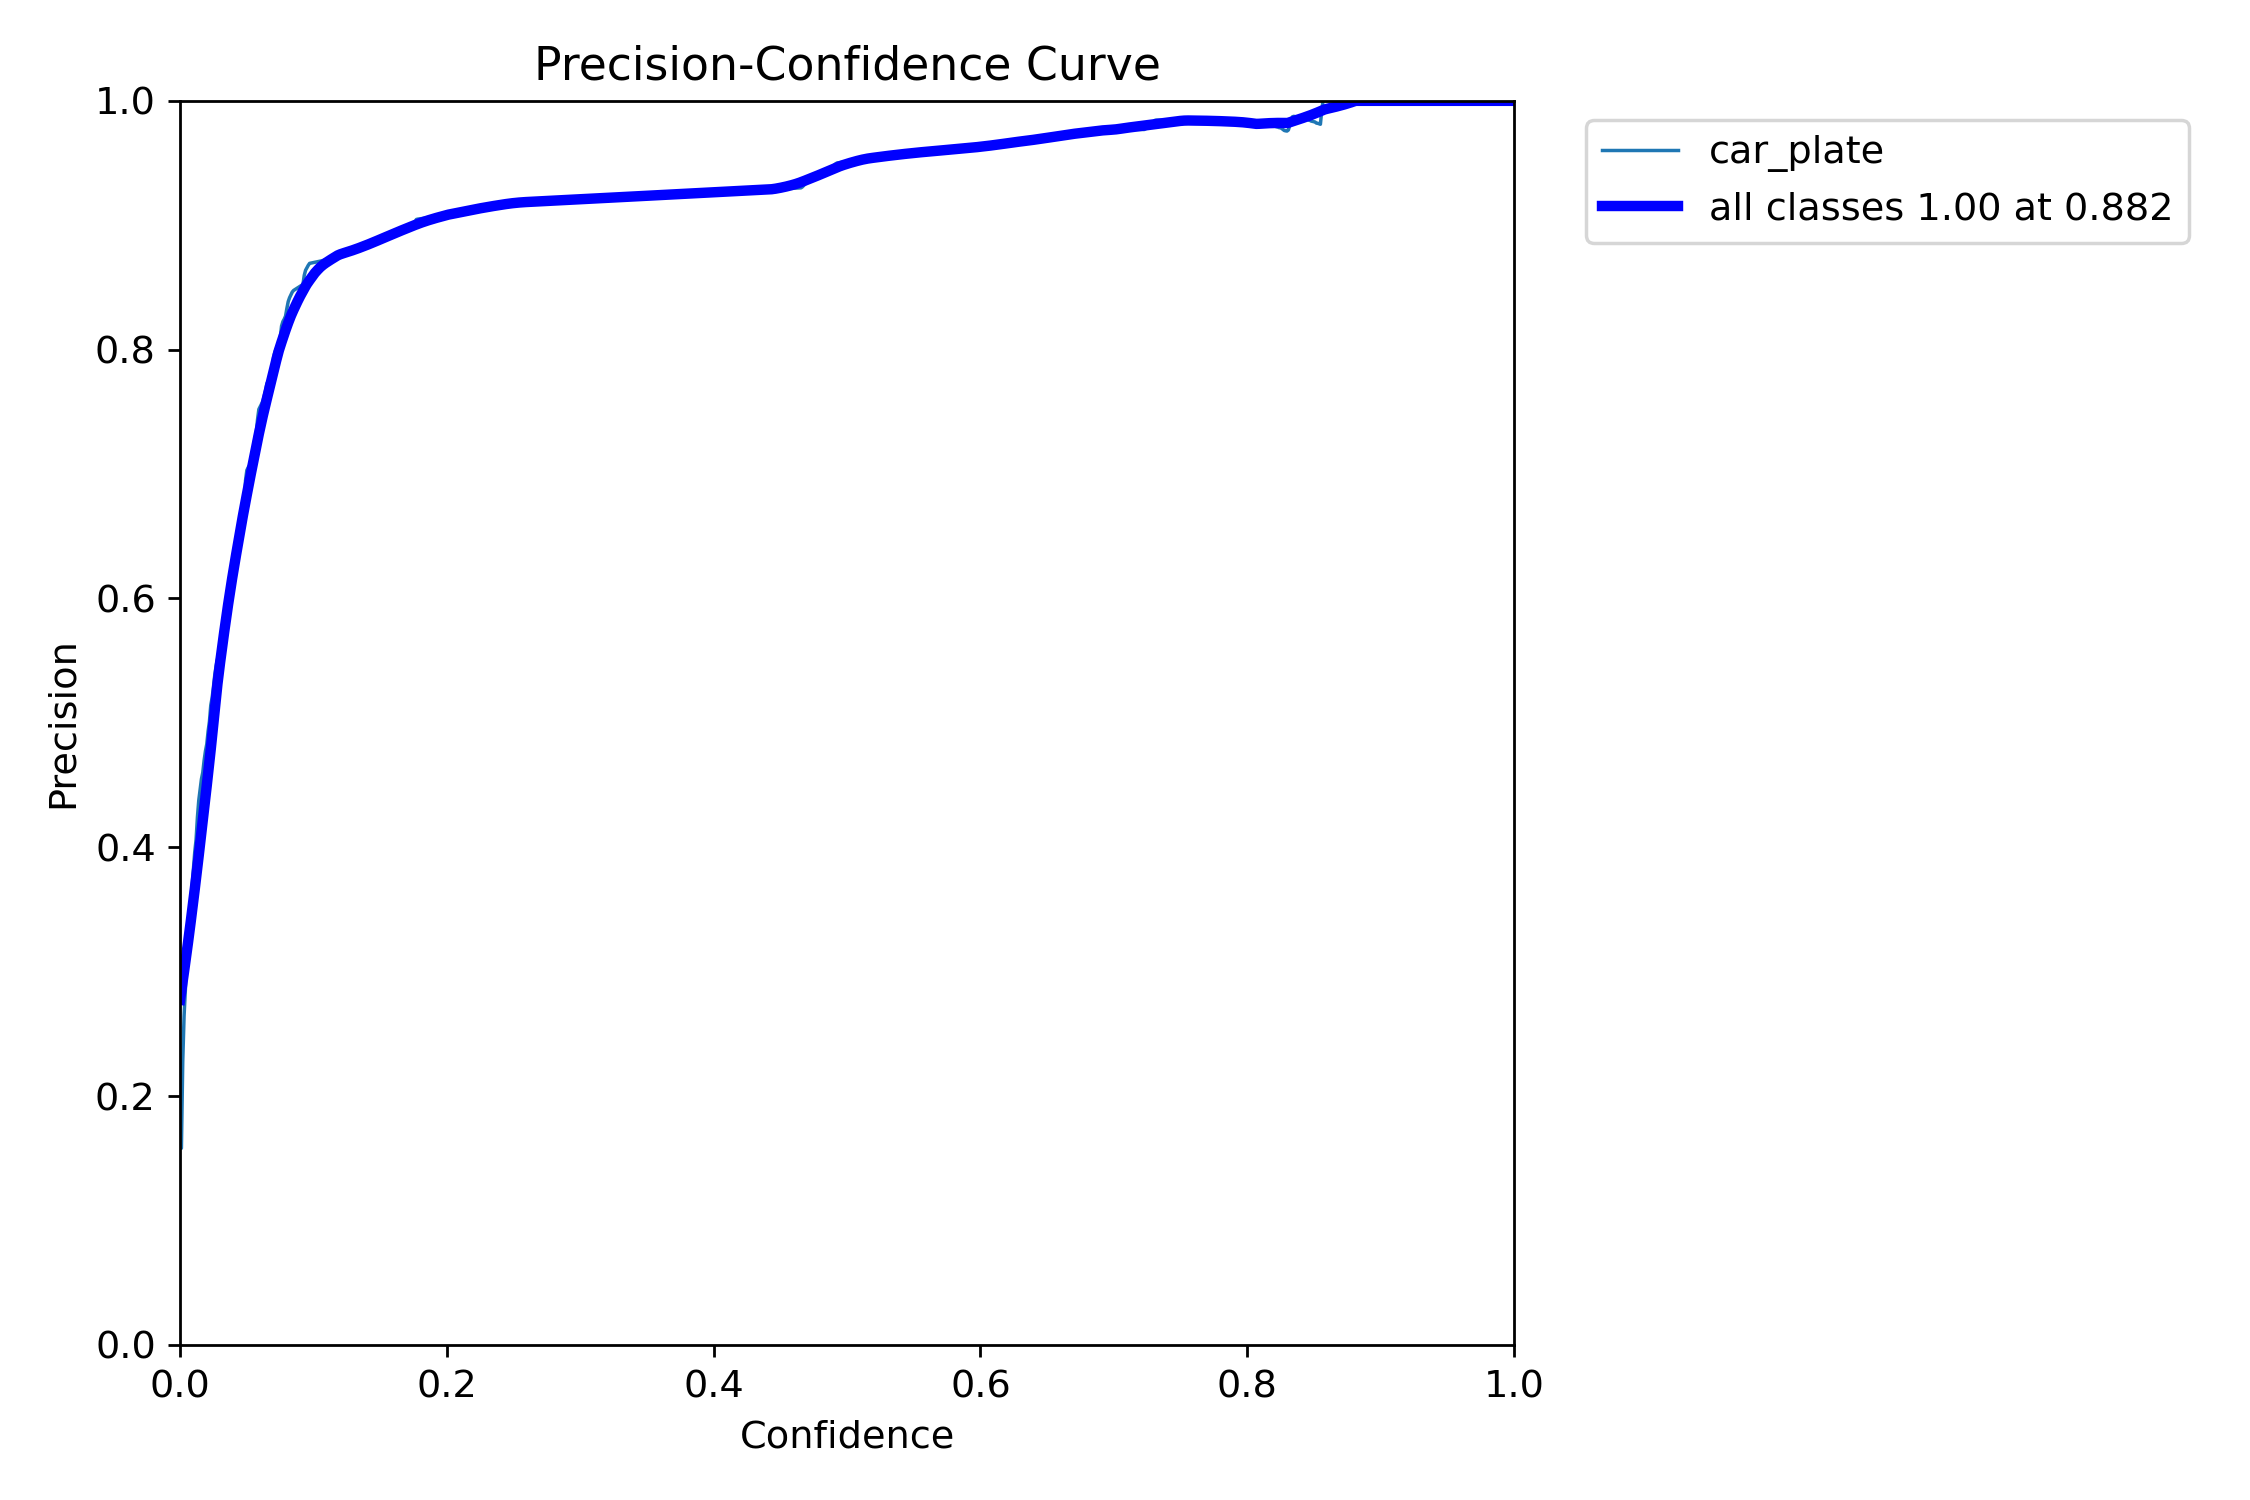 Precision-Confidence Curve
1.0
0.8
0.6
0.4
0.2
0.0
Precision
0.0 0.2 0.4 0.6 0.8 1.0
Confidence
car_plate
all classes 1.00 at 0.882